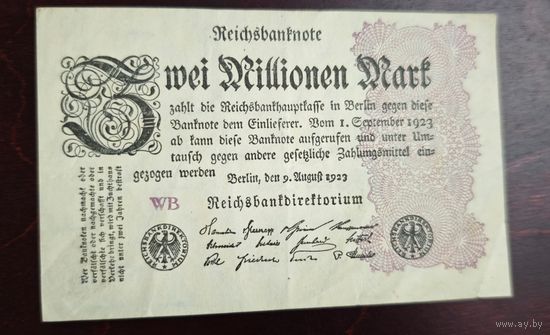 Reichsbanknote
Zwei Millionen Mark
zahlt die Reichsbankhauptkasse in Berlin gegen diese
Banknote dem Einlieferer. Vom 1. September 1923
ab kann diese Banknote aufgerufen und unter Um-
tausch gegen andere gesetzliche Zahlungsmittel ein-
gezogen werden
Berlin, den 9. August 1923
WB
Reichsbankdirektorium
Wer Banknoten nachmacht oder
verfälscht oder nachgemachte oder
verfälschte sich verschafft und in
Verkehr bringt, wird mit Zuchthaus
nicht unter zwei Jahren bestraft
REICHSBANKDIREKTORIUM
REICHSBANKDIREKTORIUM
www.ay.by